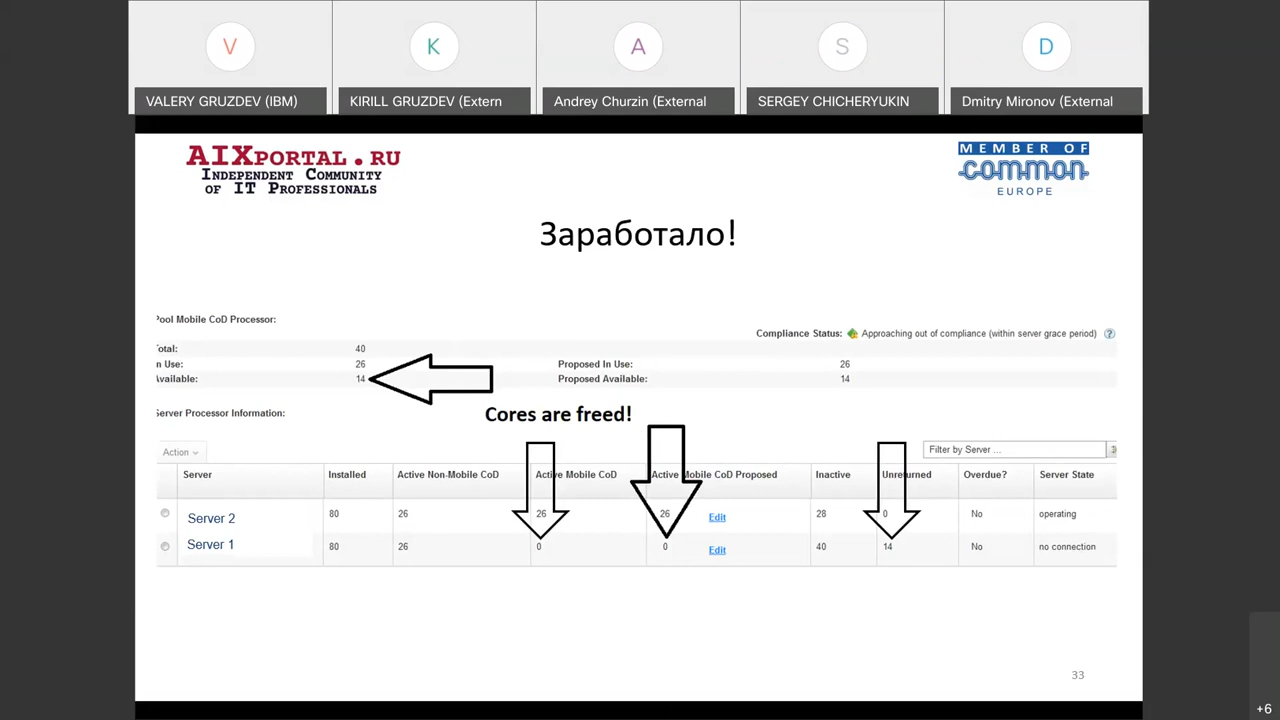 V K A S D
VALERY GRUZDEV (IBM) KIRILL GRUZDEV (Extern Andrey Churzin (External SERGEY CHICHERYUKIN Dmitry Mironov (External
AIXPORTAL.RU
INDEPENDENT COMMUNITY
OF IT PROFESSIONALS
MEMBER OF
common
EUROPE
Заработало!
Pool Mobile CoD Processor:
Compliance Status: Approaching out of compliance (within server grace period) ?
Total: 40
In Use: 26 Proposed In Use: 26
Available: 14 Proposed Available: 14
Server Processor Information:
Cores are freed!
Action Filter by Server ...
Server Installed Active Non-Mobile CoD Active Mobile CoD Active Mobile CoD Proposed Inactive Unreturned Overdue? Server State
Server 2 80 26 26 26 Edit 28 0 No operating
Server 1 80 26 0 0 Edit 40 14 No no connection
33
+6